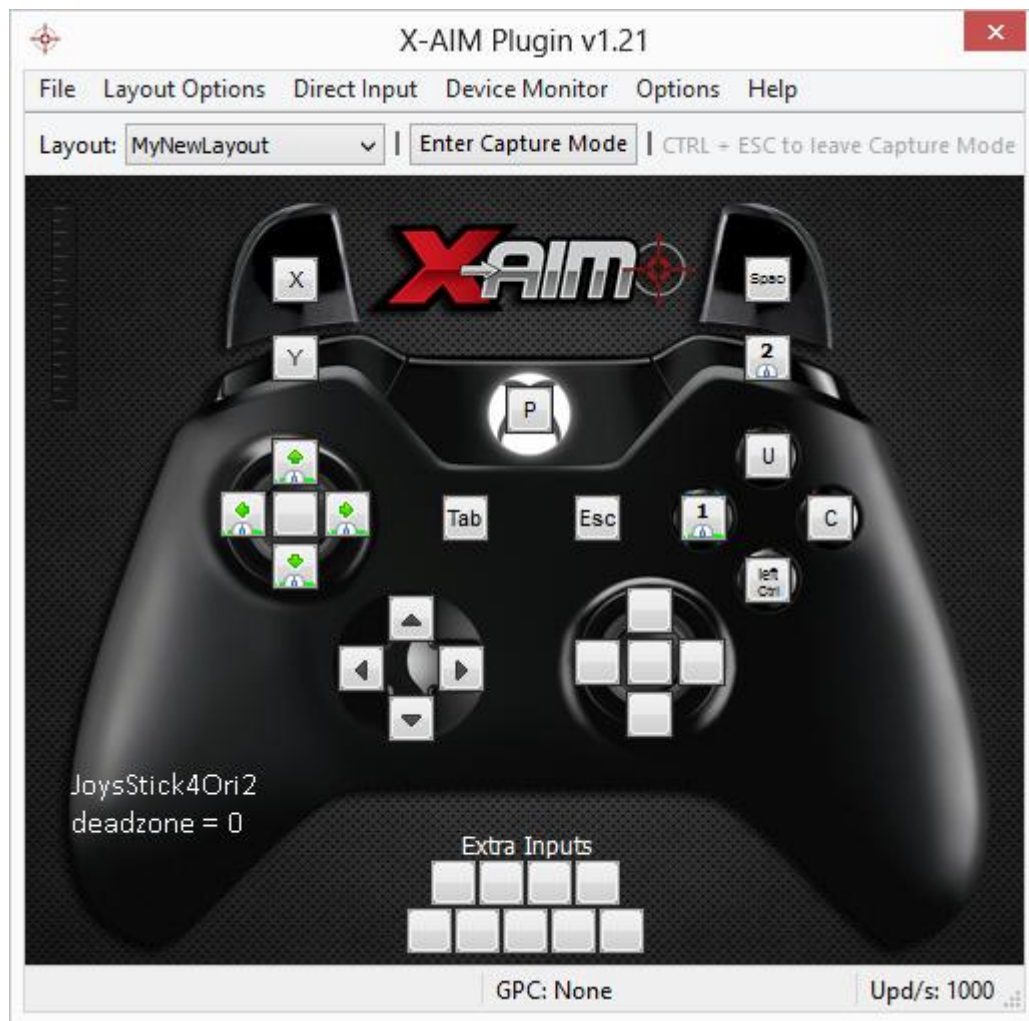 X-AIM Plugin v1.21
File Layout Options Direct Input Device Monitor Options Help
Layout: MyNewLayout Enter Capture Mode CTRL + ESC to leave Capture Mode
X-AIM
X
Spac
Y
2
P
U
Tab
Esc
1
C
left
Ctrl
JoysStick4Ori2
deadzone = 0
Extra Inputs
GPC: None Upd/s: 1000